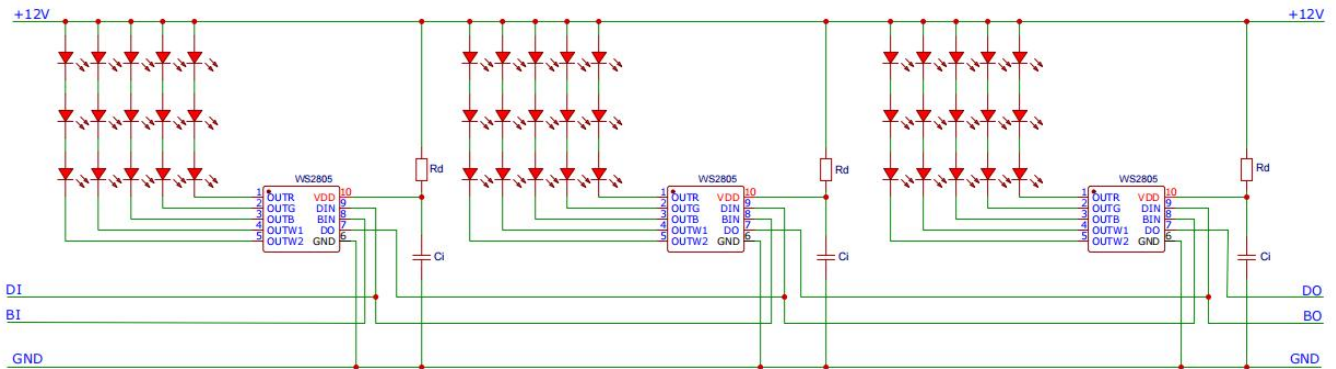 +12V +12V
Rd Rd Rd
WS2805 WS2805 WS2805
1 OUTR VDD 10 1 OUTR VDD 10 1 OUTR VDD 10
2 OUTG DIN 9 2 OUTG DIN 9 2 OUTG DIN 9
3 OUTB BIN 8 3 OUTB BIN 8 3 OUTB BIN 8
4 OUTW1 DO 7 4 OUTW1 DO 7 4 OUTW1 DO 7
5 OUTW2 GND 6 5 OUTW2 GND 6 5 OUTW2 GND 6
Ci Ci Ci
DI DO
BI BO
GND GND